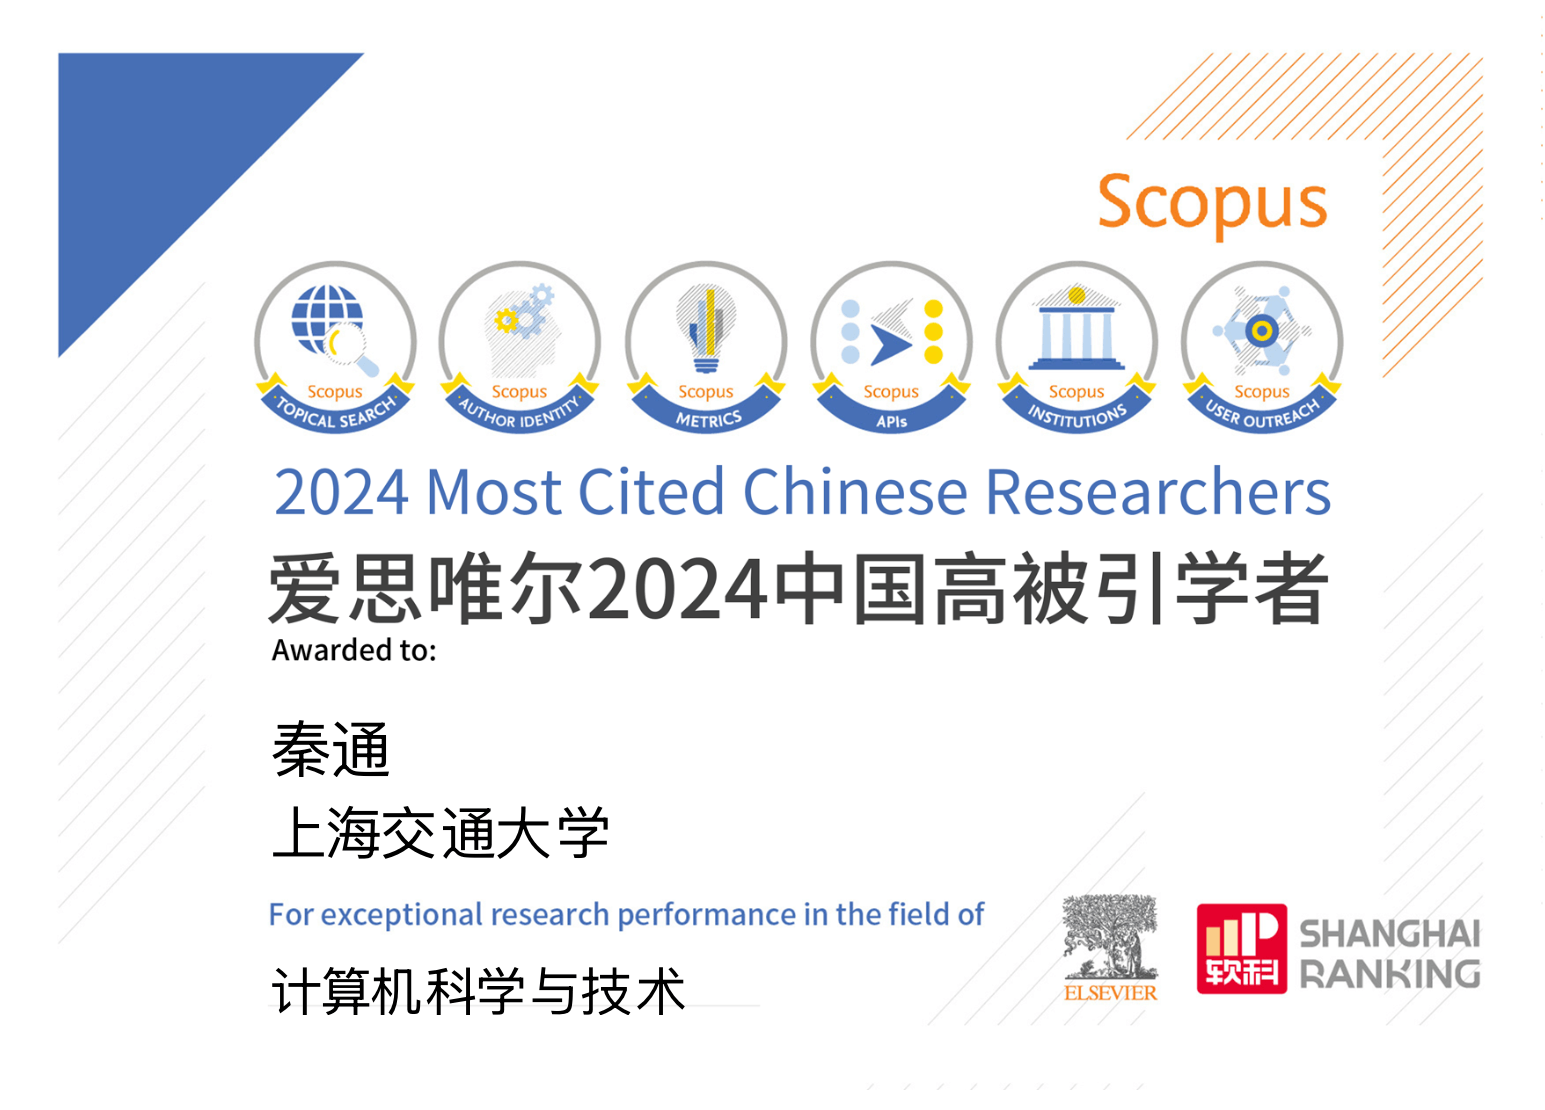 Scopus
Scopus
TOPICAL SEARCH
Scopus
AUTHOR IDENTITY
Scopus
METRICS
Scopus
APIs
Scopus
INSTITUTIONS
Scopus
USER OUTREACH
2024 Most Cited Chinese Researchers
爱思唯尔2024中国高被引学者
Awarded to:
秦通
上海交通大学
For exceptional research performance in the field of
计算机科学与技术
ELSEVIER
软科
SHANGHAI
RANKING